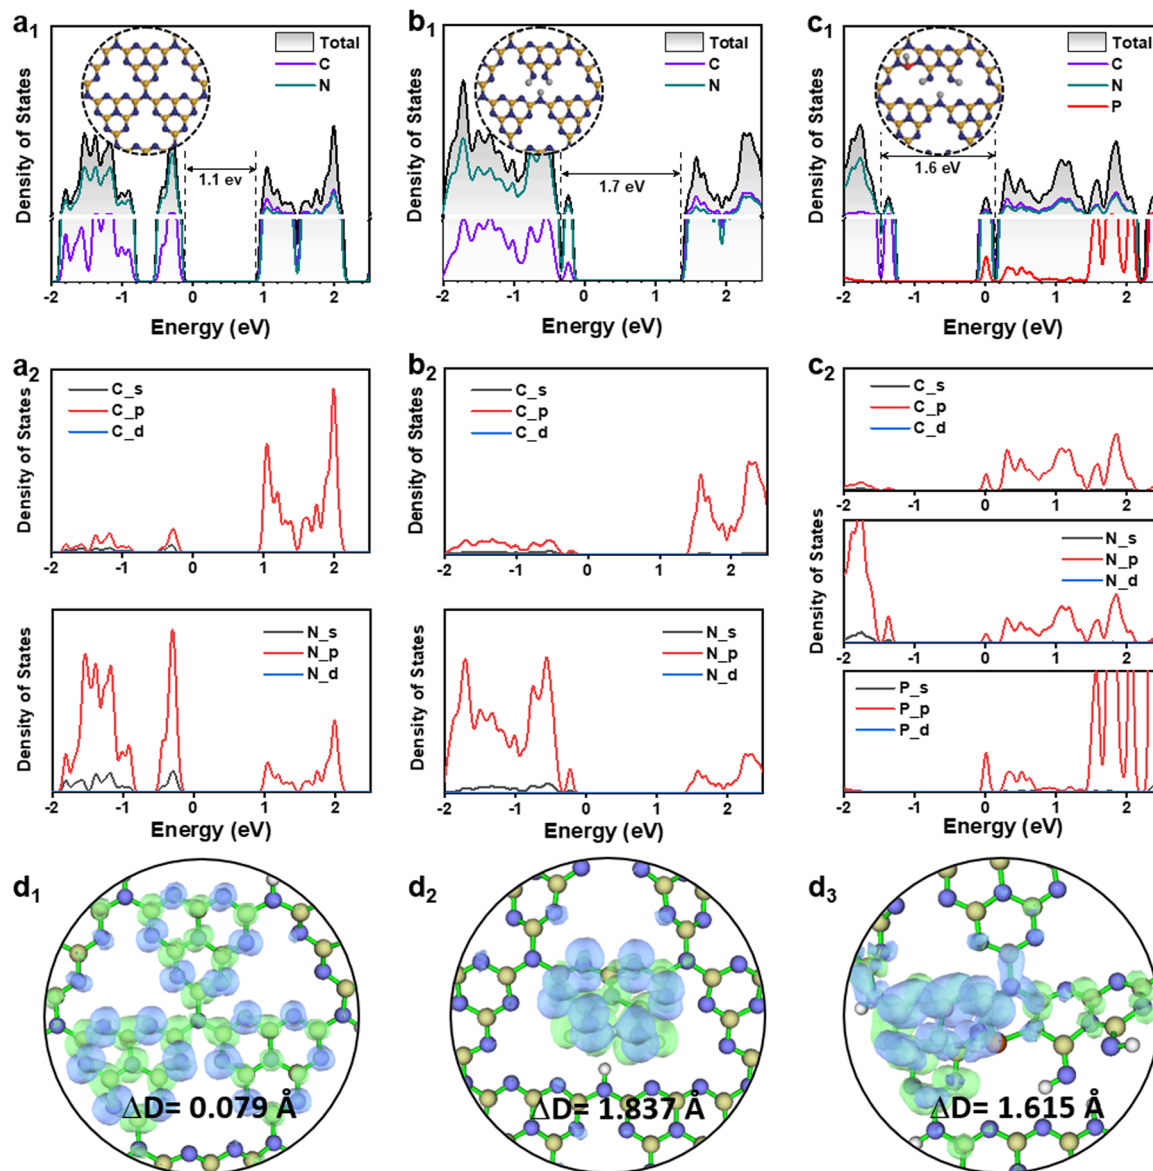 a1
Total
C
N
1.1 ev
Density of States
-2 -1 0 1 2
Energy (eV)
b1
Total
C
N
1.7 eV
Density of States
-2 -1 0 1 2
Energy (eV)
c1
Total
C
N
P
1.6 eV
Density of States
-2 -1 0 1 2
Energy (eV)
a2
C_s
C_p
C_d
Density of States
-2 -1 0 1 2
N_s
N_p
N_d
Density of States
-2 -1 0 1 2
Energy (eV)
b2
C_s
C_p
C_d
Density of States
-2 -1 0 1 2
N_s
N_p
N_d
Density of States
-2 -1 0 1 2
Energy (eV)
c2
C_s
C_p
C_d
-2 -1 0 1 2
N_s
N_p
N_d
Density of States
-2 -1 0 1 2
P_s
P_p
P_d
-2 -1 0 1 2
Energy (eV)
d1
ΔD= 0.079 Å
d2
ΔD= 1.837 Å
d3
ΔD= 1.615 Å